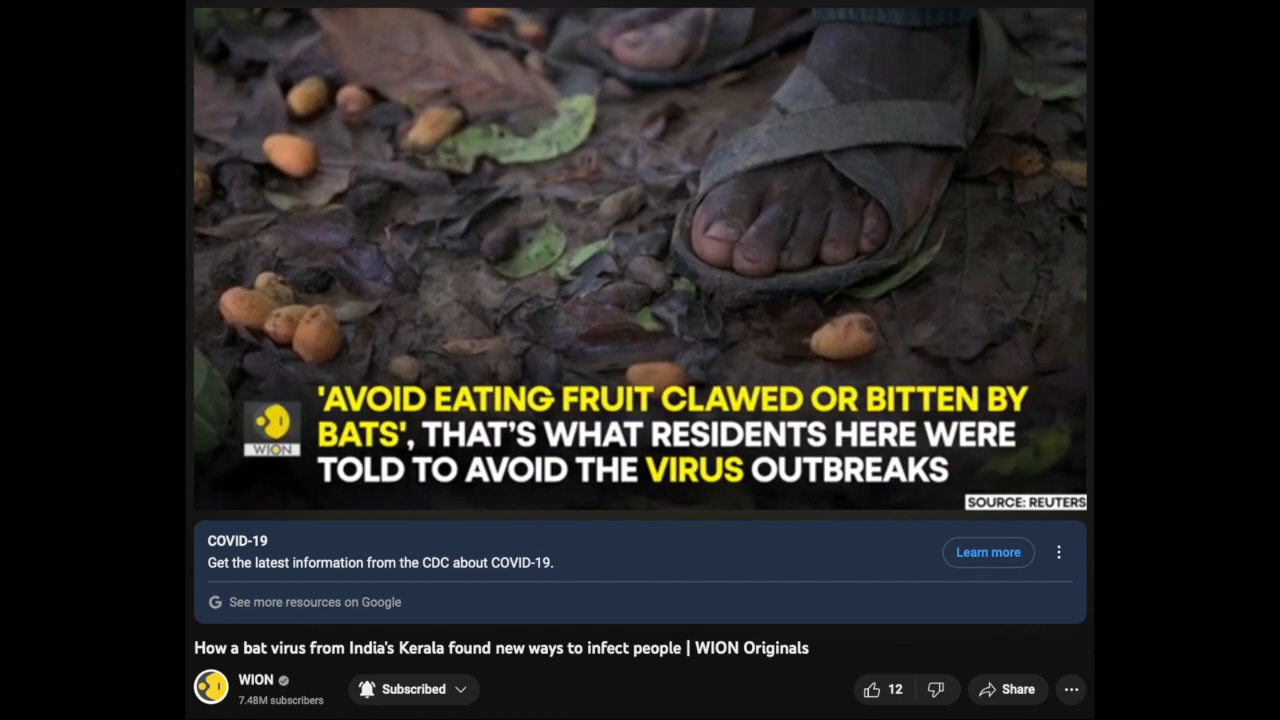 'AVOID EATING FRUIT CLAWED OR BITTEN BY
BATS', THAT'S WHAT RESIDENTS HERE WERE
TOLD TO AVOID THE VIRUS OUTBREAKS
WION
SOURCE: REUTERS
COVID-19
Get the latest information from the CDC about COVID-19.
Learn more
See more resources on Google
How a bat virus from India's Kerala found new ways to infect people | WION Originals
WION
7.48M subscribers
Subscribed
12
Share